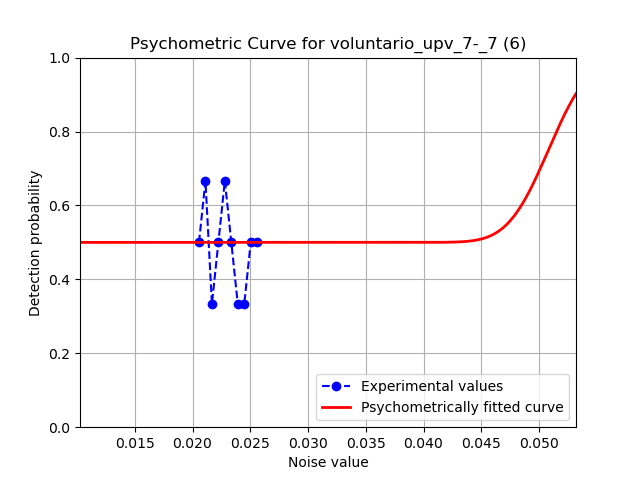 Psychometric Curve for voluntario_upv_7-_7 (6)
Detection probability
1.0
0.8
0.6
0.4
0.2
0.0
0.015 0.020 0.025 0.030 0.035 0.040 0.045 0.050
Noise value
Experimental values
Psychometrically fitted curve